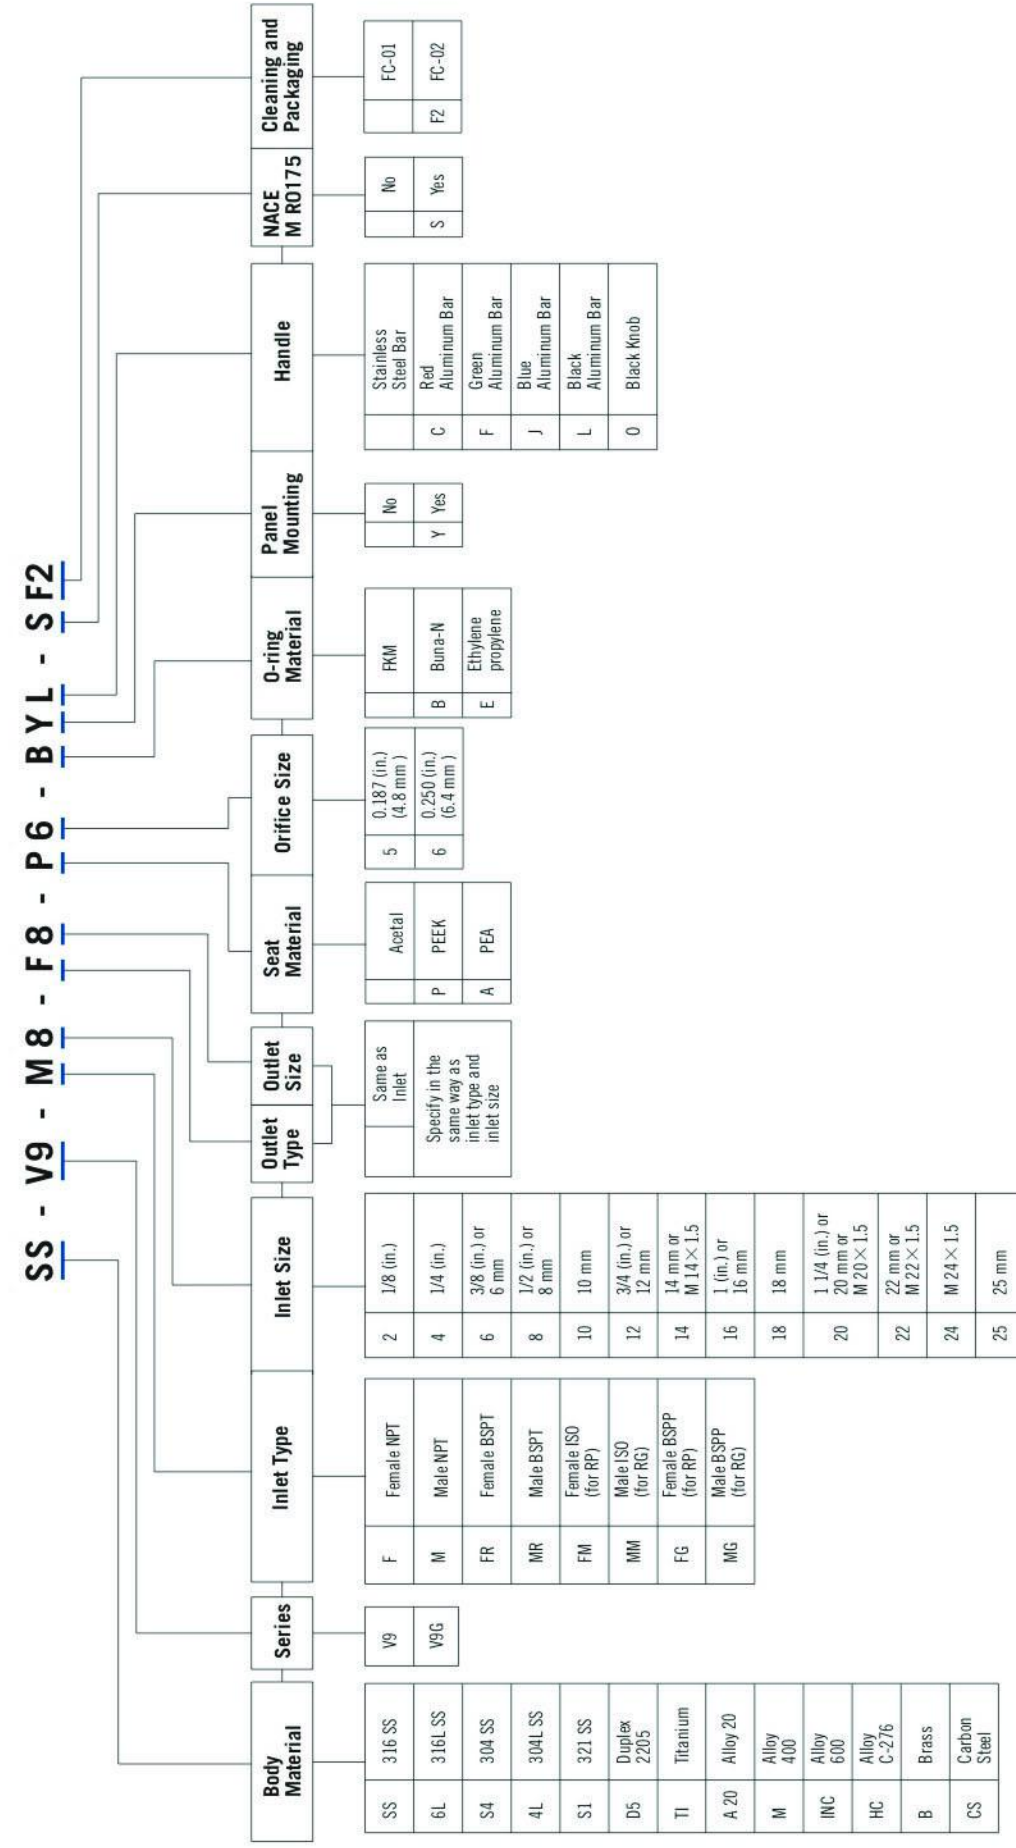 SS - V9 - M8 - F8 - P6 - BYL - SF2
Body
Material
Series
Inlet Type
Inlet Size
Outlet
Type
Outlet
Size
Seat
Material
Orifice Size
O-ring
Material
Panel
Mounting
Handle
NACE
M R0175
Cleaning and
Packaging
SS 316 SS
6L 316L SS
S4 304 SS
4L 304L SS
S1 321 SS
D5 Duplex
2205
TI Titanium
A 20 Alloy 20
M Alloy
400
INC Alloy
600
HC Alloy
C-276
B Brass
CS Carbon
Steel
V9
V9G
F Female NPT
M Male NPT
FR Female BSPT
MR Male BSPT
FM Female ISO
(for RP)
MM Male ISO
(for RG)
FG Female BSPP
(for RP)
MG Male BSPP
(for RG)
2 1/8 (in.)
4 1/4 (in.)
6 3/8 (in.) or
6 mm
8 1/2 (in.) or
8 mm
10 10 mm
12 3/4 (in.) or
12 mm
14 14 mm or
M 14×1.5
16 1 (in.) or
16 mm
18 18 mm
20 1 1/4 (in.) or
20 mm or
M 20×1.5
22 22 mm or
M 22×1.5
24 M 24×1.5
25 25 mm
Same as
Inlet
Specify in the
same way as
inlet type and
inlet size
Acetal
P PEEK
A PEA
5 0.187 (in.)
(4.8 mm )
6 0.250 (in.)
(6.4 mm )
FKM
B Buna-N
E Ethylene
propylene
No
Y Yes
Stainless
Steel Bar
C Red
Aluminum Bar
F Green
Aluminum Bar
J Blue
Aluminum Bar
L Black
Aluminum Bar
O Black Knob
No
S Yes
FC-01
F2 FC-02